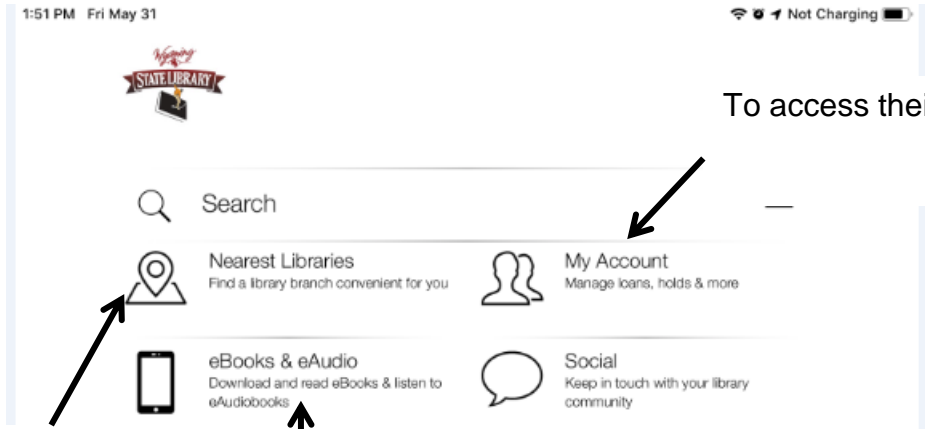 1:51 PM Fri May 31
Not Charging
Wyoming
STATE LIBRARY
To access thei
Search
Nearest Libraries
Find a library branch convenient for you
My Account
Manage loans, holds & more
eBooks & eAudio
Download and read eBooks & listen to
eAudiobooks
Social
Keep in touch with your library
community